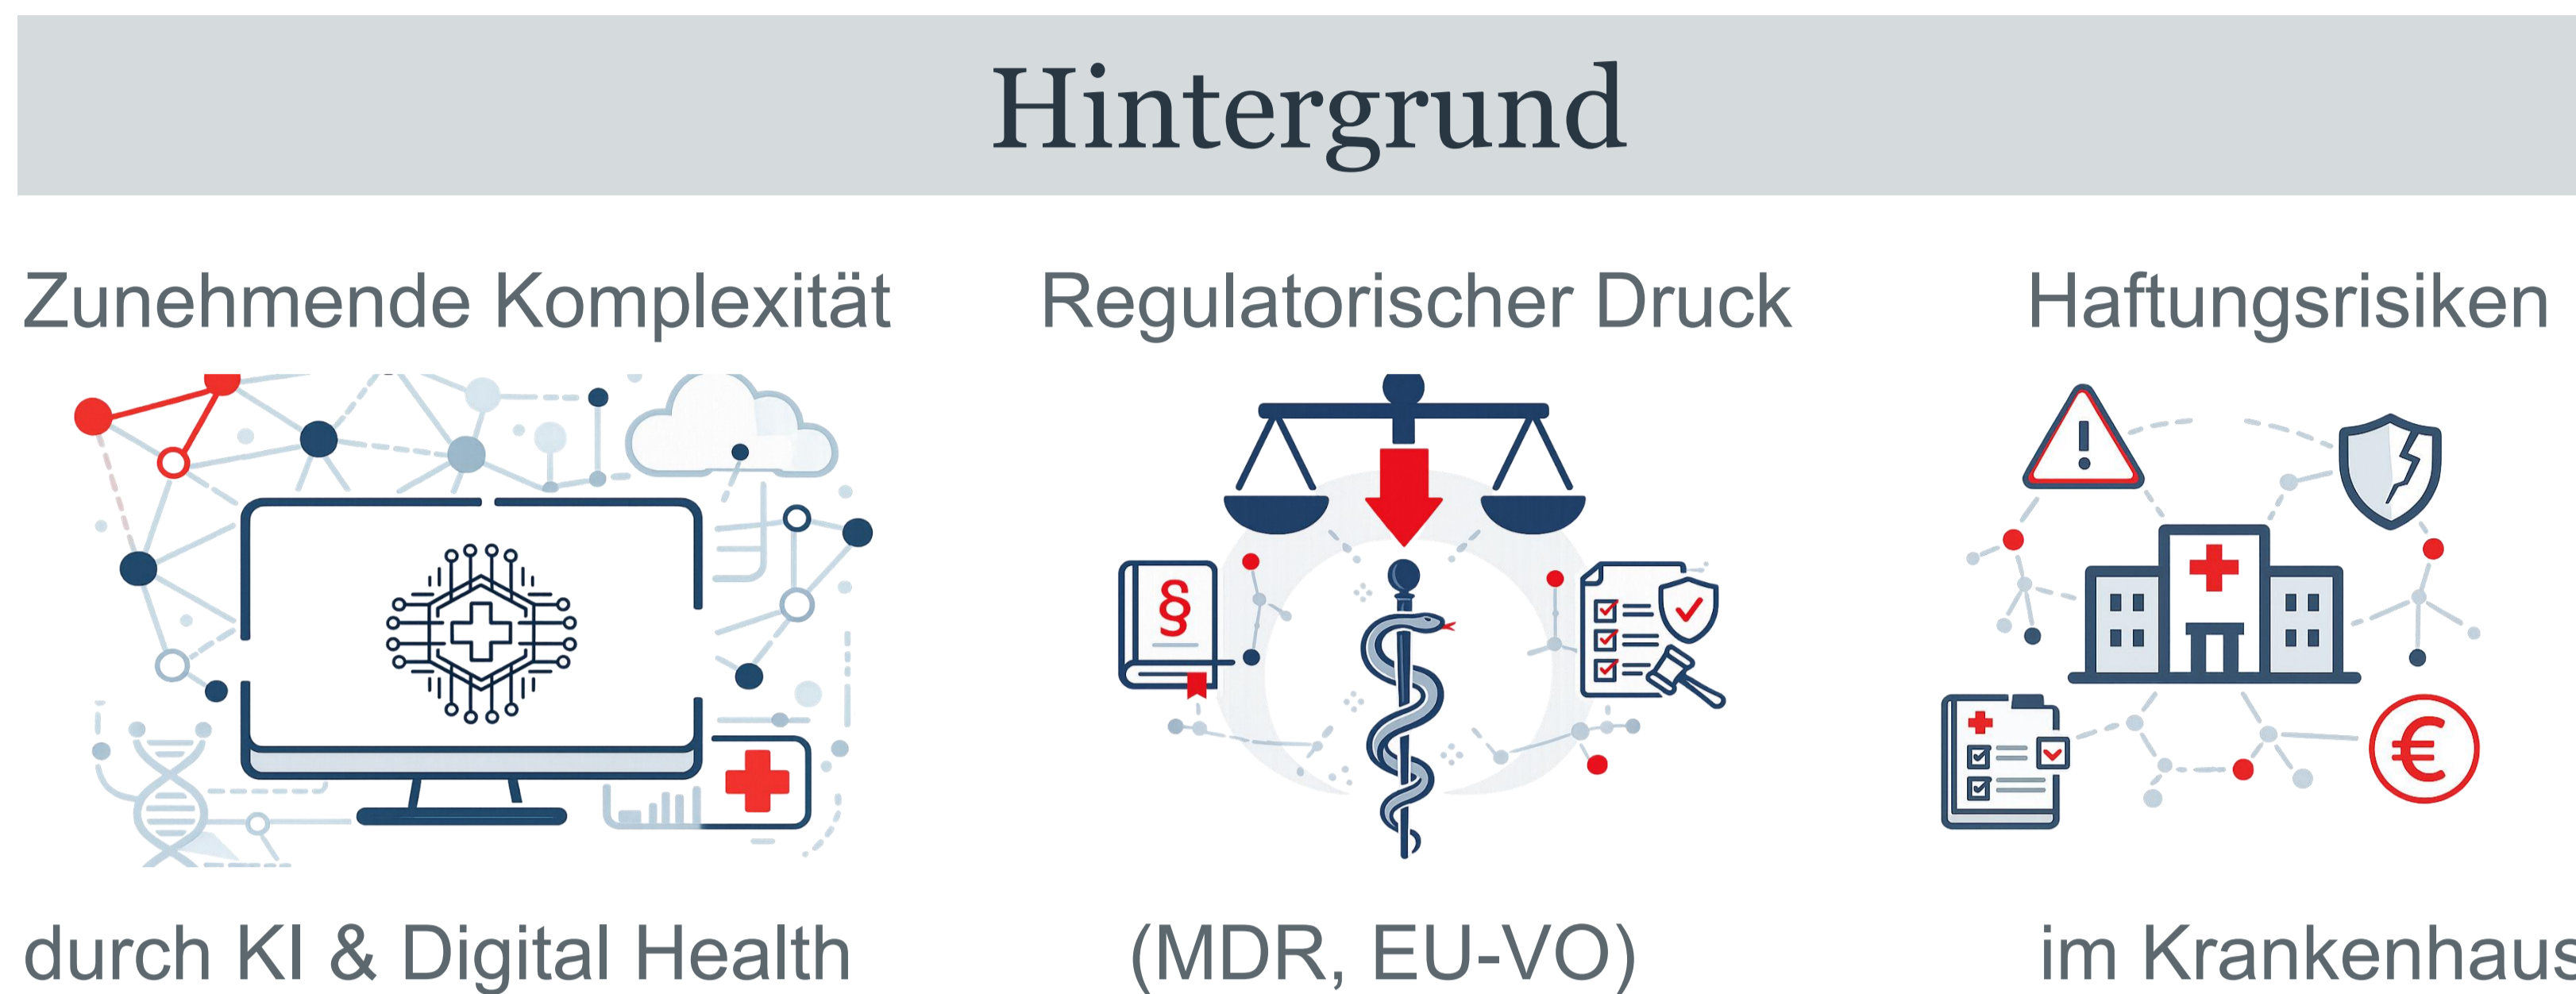 Hintergrund
Zunehmende Komplexität
Regulatorischer Druck
Haftungsrisiken
§
€
durch KI & Digital Health
(MDR, EU-VO)
im Krankenhaus